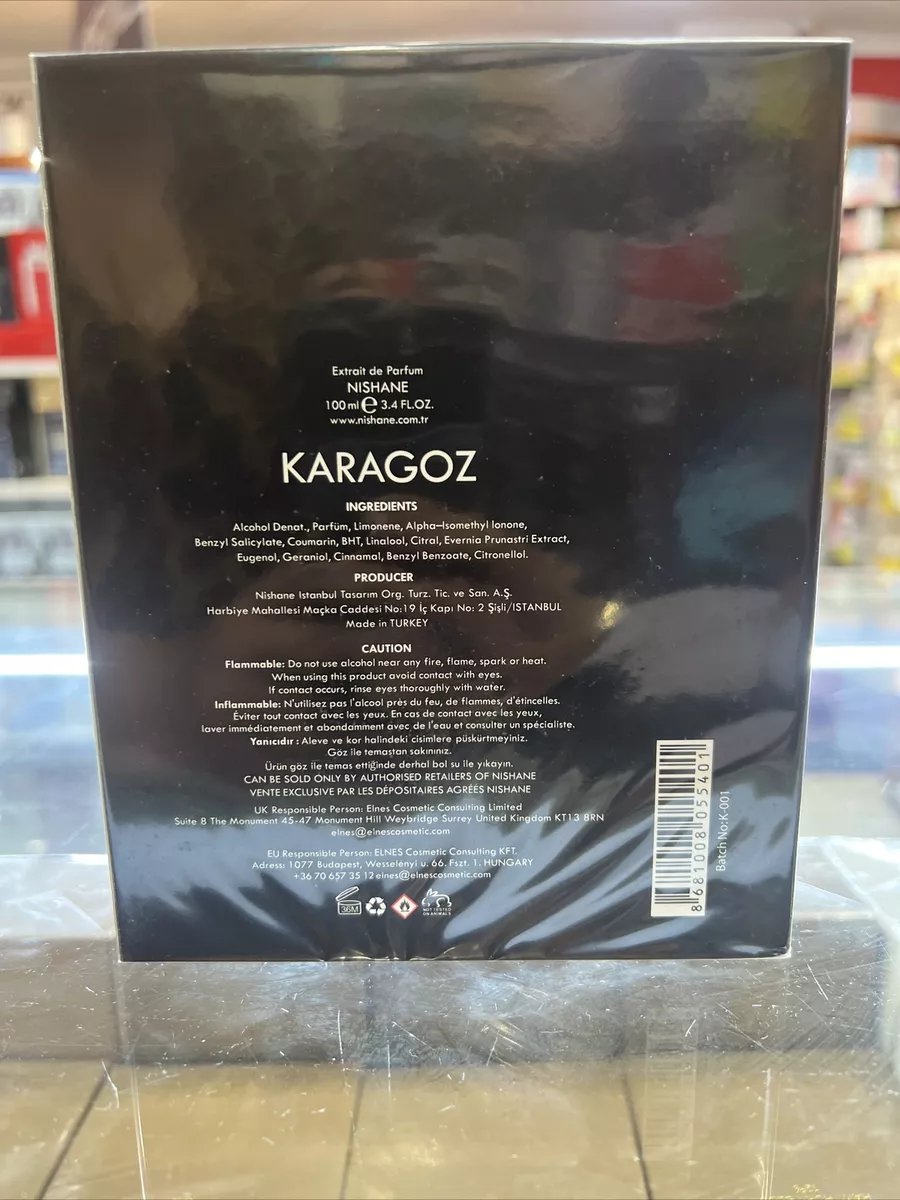 Extrait de Parfum
NISHANE
100 ml e 3.4 FL.OZ.
www.nishane.com.tr
KARAGOZ
INGREDIENTS
Alcohol Denat., Parfüm, Limonene, Alpha–Isomethyl Ionone,
Benzyl Salicylate, Coumarin, BHT, Linalool, Citral, Evernia Prunastri Extract,
Eugenol, Geraniol, Cinnamal, Benzyl Benzoate, Citronellol.
PRODUCER
Nishane Istanbul Tasarım Org. Turz. Tic. ve San. A.Ş.
Harbiye Mahallesi Maçka Caddesi No:19 İç Kapı No: 2 Şişli/ISTANBUL
Made in TURKEY
CAUTION
Flammable: Do not use alcohol near any fire, flame, spark or heat.
When using this product avoid contact with eyes.
If contact occurs, rinse eyes thoroughly with water.
Inflammable: N'utilisez pas l'alcool près du feu, de flammes, d'étincelles.
Éviter tout contact avec les yeux. En cas de contact avec les yeux,
laver immédiatement et abondamment avec de l'eau et consulter un spécialiste.
Yanıcıdır : Aleve ve kor halindeki cisimlere püskürtmeyiniz.
Göz ile temastan sakınınız.
Ürün göz ile temas ettiğinde derhal bol su ile yıkayın.
CAN BE SOLD ONLY BY AUTHORISED RETAILERS OF NISHANE
VENTE EXCLUSIVE PAR LES DÉPOSITAIRES AGRÉÉS NISHANE
UK Responsible Person: Elnes Cosmetic Consulting Limited
Suite 8 The Monument 45-47 Monument Hill Weybridge Surrey United Kingdom KT13 8RN
elnes@elnescosmetic.com
EU Responsible Person: ELNES Cosmetic Consulting KFT.
Adress: 1077 Budapest, Wesselényi u. 66. Fszt. 1. HUNGARY
+36 70 657 35 12 elnes@elnescosmetic.com
36M
NOT TESTED
ON ANIMALS
8 681008 055401
Batch No:K-001